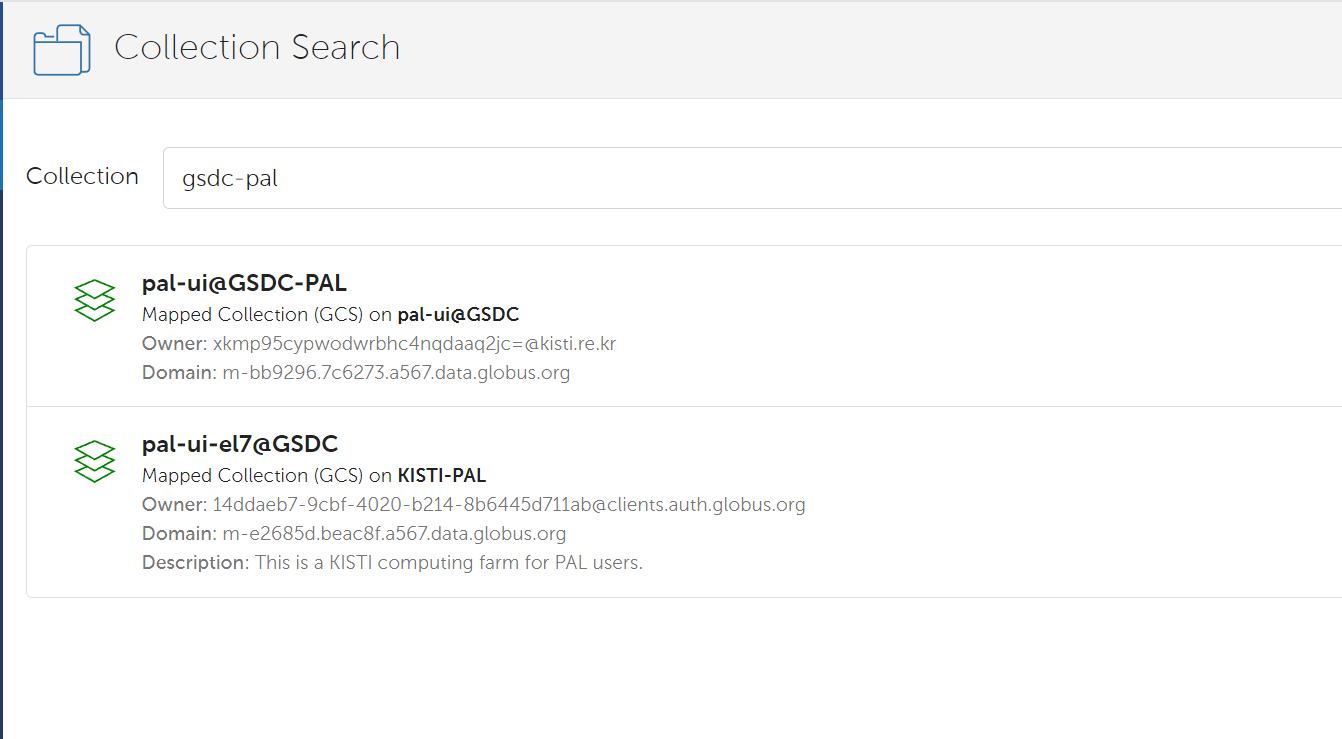 Collection Search
Collection
gsdc-pal
pal-ui@GSDC-PAL
Mapped Collection (GCS) on pal-ui@GSDC
Owner: xkmp95cypwodwrbhc4nqdaaq2jc=@kisti.re.kr
Domain: m-bb9296.7c6273.a567.data.globus.org
pal-ui-el7@GSDC
Mapped Collection (GCS) on KISTI-PAL
Owner: 14ddaeb7-9cbf-4020-b214-8b6445d711ab@clients.auth.globus.org
Domain: m-e2685d.beac8f.a567.data.globus.org
Description: This is a KISTI computing farm for PAL users.